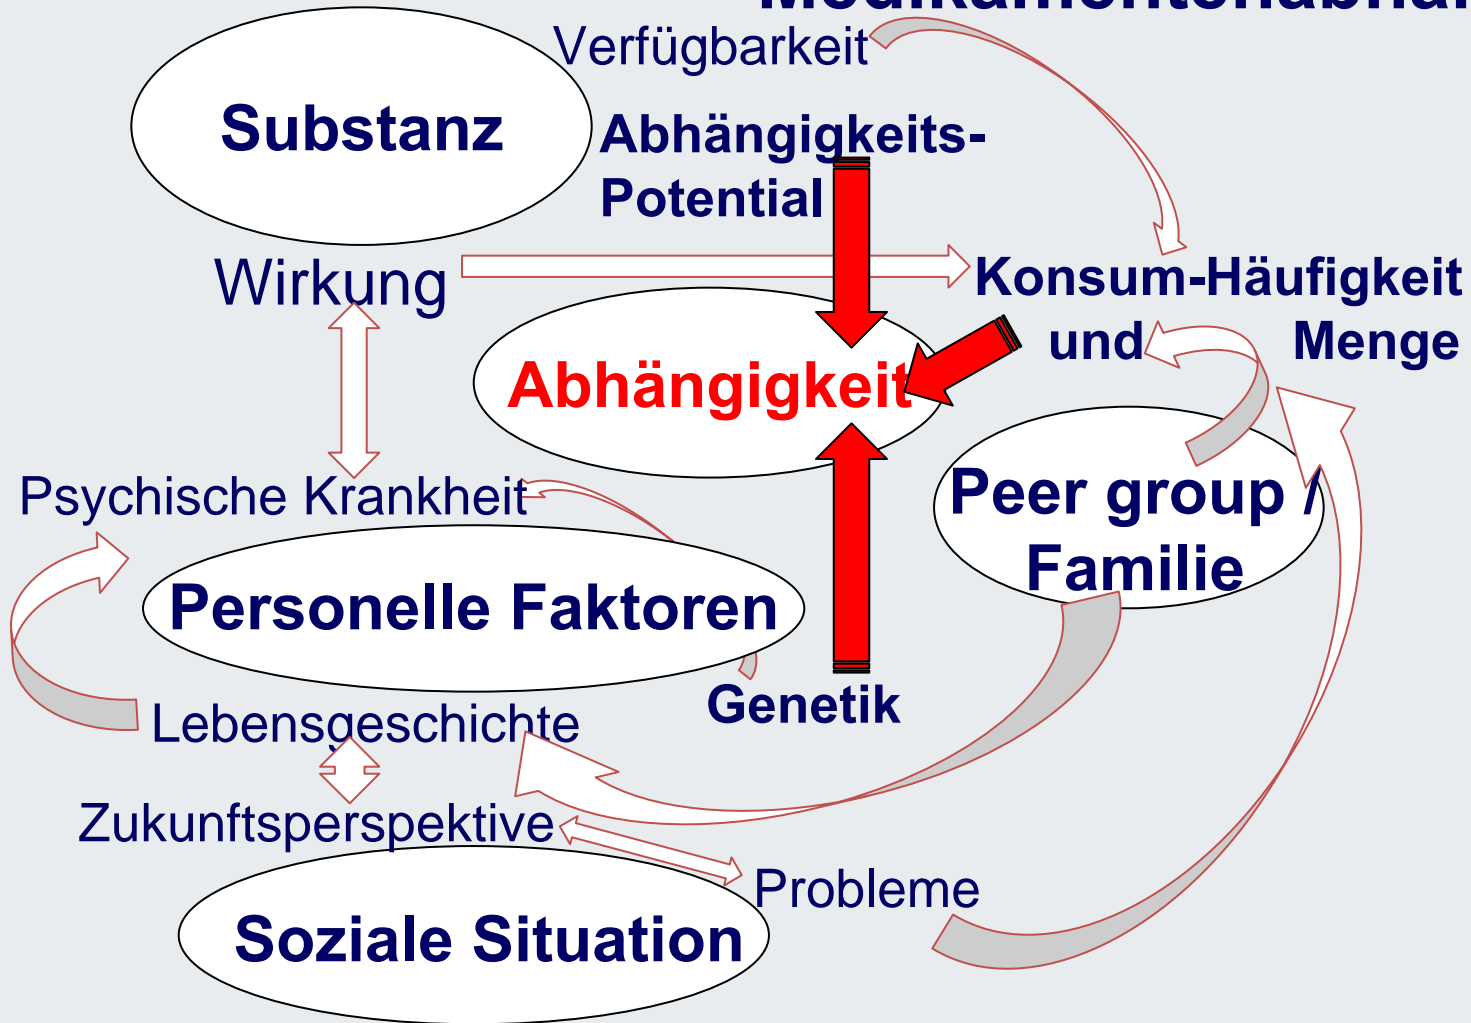 Verfügbarkeit
Substanz
Abhängigkeits-
Potential
Wirkung
Konsum-Häufigkeit
und Menge
Abhängigkeit
Psychische Krankheit
Peer group /
Familie
Personelle Faktoren
Genetik
Lebensgeschichte
Zukunftsperspektive
Probleme
Soziale Situation